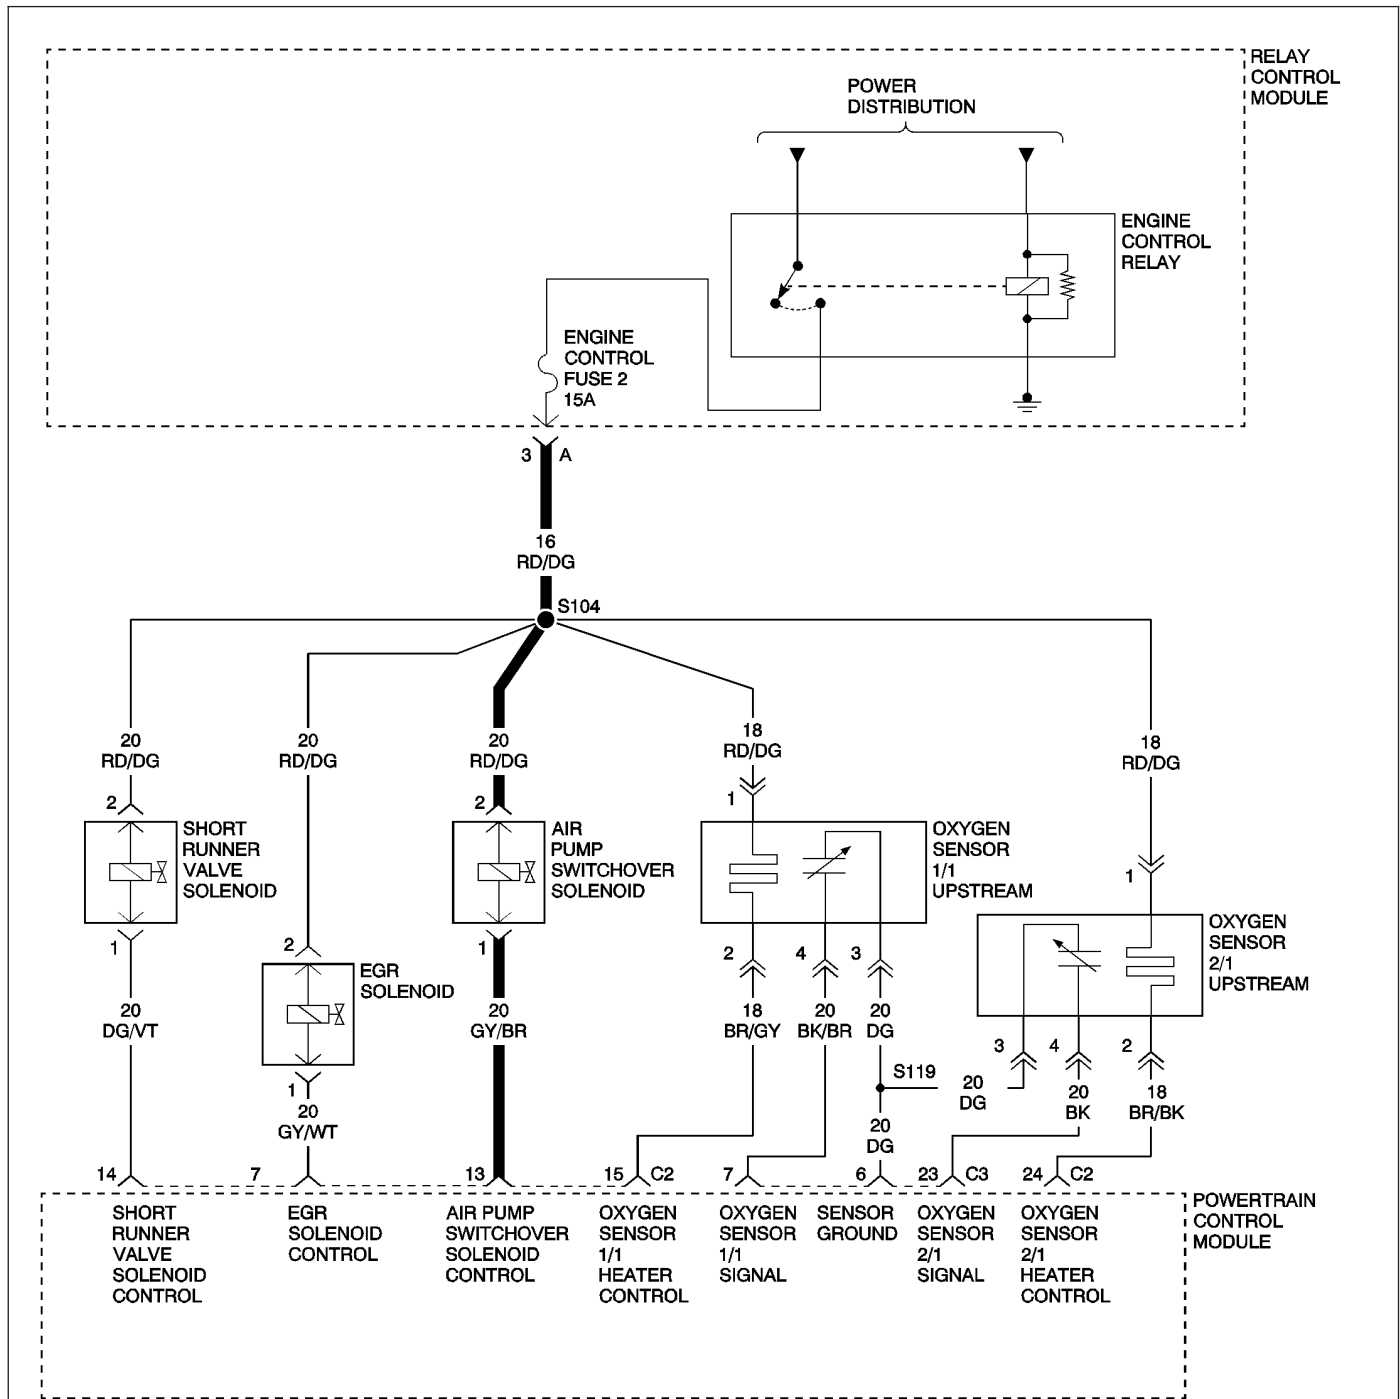 RELAY
CONTROL
MODULE
POWER
DISTRIBUTION
ENGINE
CONTROL
RELAY
ENGINE
CONTROL
FUSE 2
15A
3 A
16
RD/DG
S104
20
RD/DG
20
RD/DG
20
RD/DG
18
RD/DG
18
RD/DG
2
SHORT
RUNNER
VALVE
SOLENOID
1
2
AIR
PUMP
SWITCHOVER
SOLENOID
1
1
OXYGEN
SENSOR
1/1
UPSTREAM
1
OXYGEN
SENSOR
2/1
UPSTREAM
2
EGR
SOLENOID
1
2 4 3
20
DG/VT
20
GY/BR
18
BR/GY
20
BK/BR
20
DG
3 4 2
20
GY/WT
S119
20
DG
20
BK
18
BR/BK
20
DG
14 7 13 15 C2 7 6 23 C3 24 C2
POWERTRAIN
CONTROL
MODULE
SHORT
RUNNER
VALVE
SOLENOID
CONTROL
EGR
SOLENOID
CONTROL
AIR PUMP
SWITCHOVER
SOLENOID
CONTROL
OXYGEN
SENSOR
1/1
HEATER
CONTROL
OXYGEN
SENSOR
1/1
SIGNAL
SENSOR
GROUND
OXYGEN
SENSOR
2/1
SIGNAL
OXYGEN
SENSOR
2/1
HEATER
CONTROL